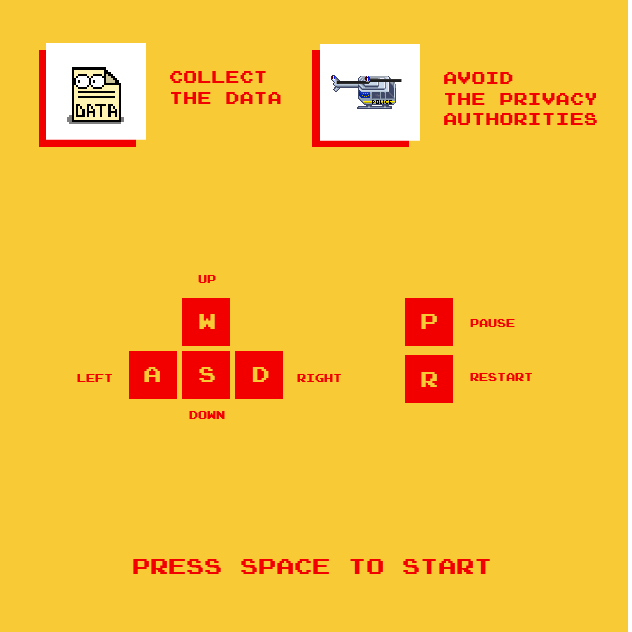 DATA
COLLECT
THE DATA
POLICE
AVOID
THE PRIVACY
AUTHORITIES
UP
W
P
PAUSE
LEFT
A
S
D
RIGHT
R
RESTART
DOWN
PRESS SPACE TO START